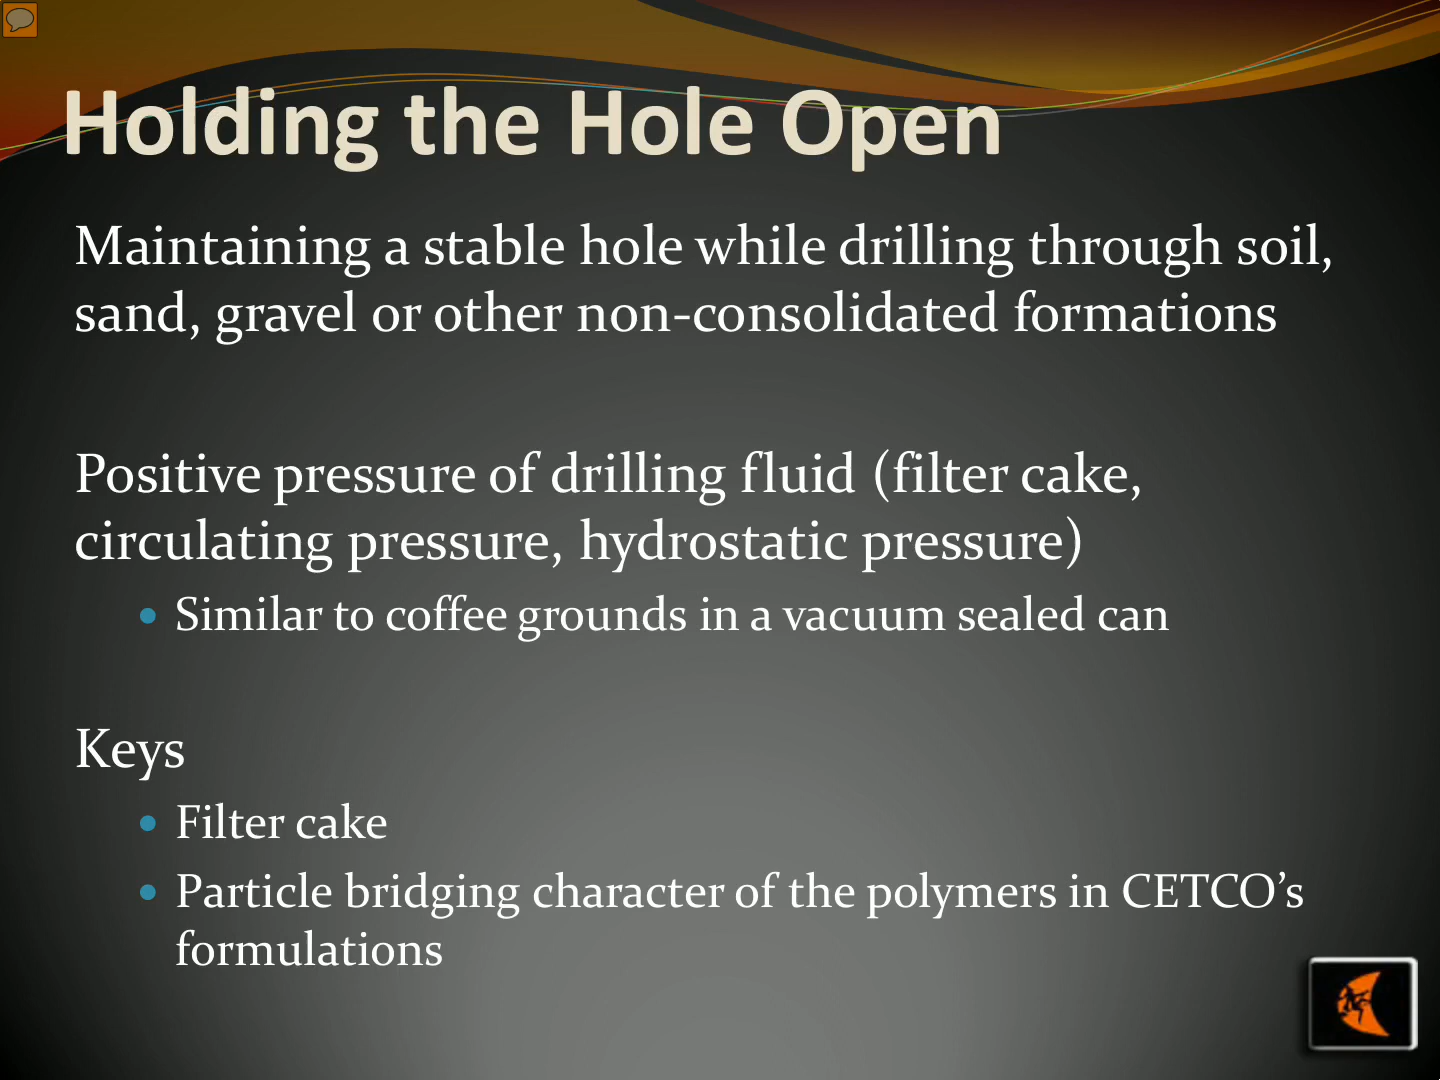 Holding the Hole Open
Maintaining a stable hole while drilling through soil,
sand, gravel or other non-consolidated formations
Positive pressure of drilling fluid (filter cake,
circulating pressure, hydrostatic pressure)
• Similar to coffee grounds in a vacuum sealed can
Keys
• Filter cake
• Particle bridging character of the polymers in CETCO’s
formulations